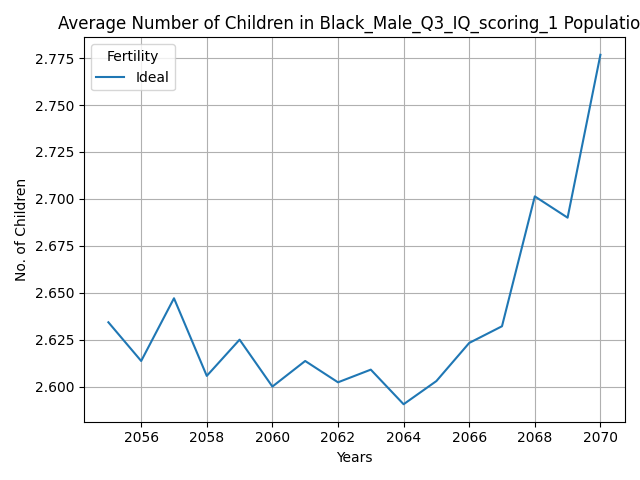 Average Number of Children in Black_Male_Q3_IQ_scoring_1 Populatio
Fertility
Ideal
No. of Children
2.775
2.750
2.725
2.700
2.675
2.650
2.625
2.600
2056 2058 2060 2062 2064 2066 2068 2070
Years